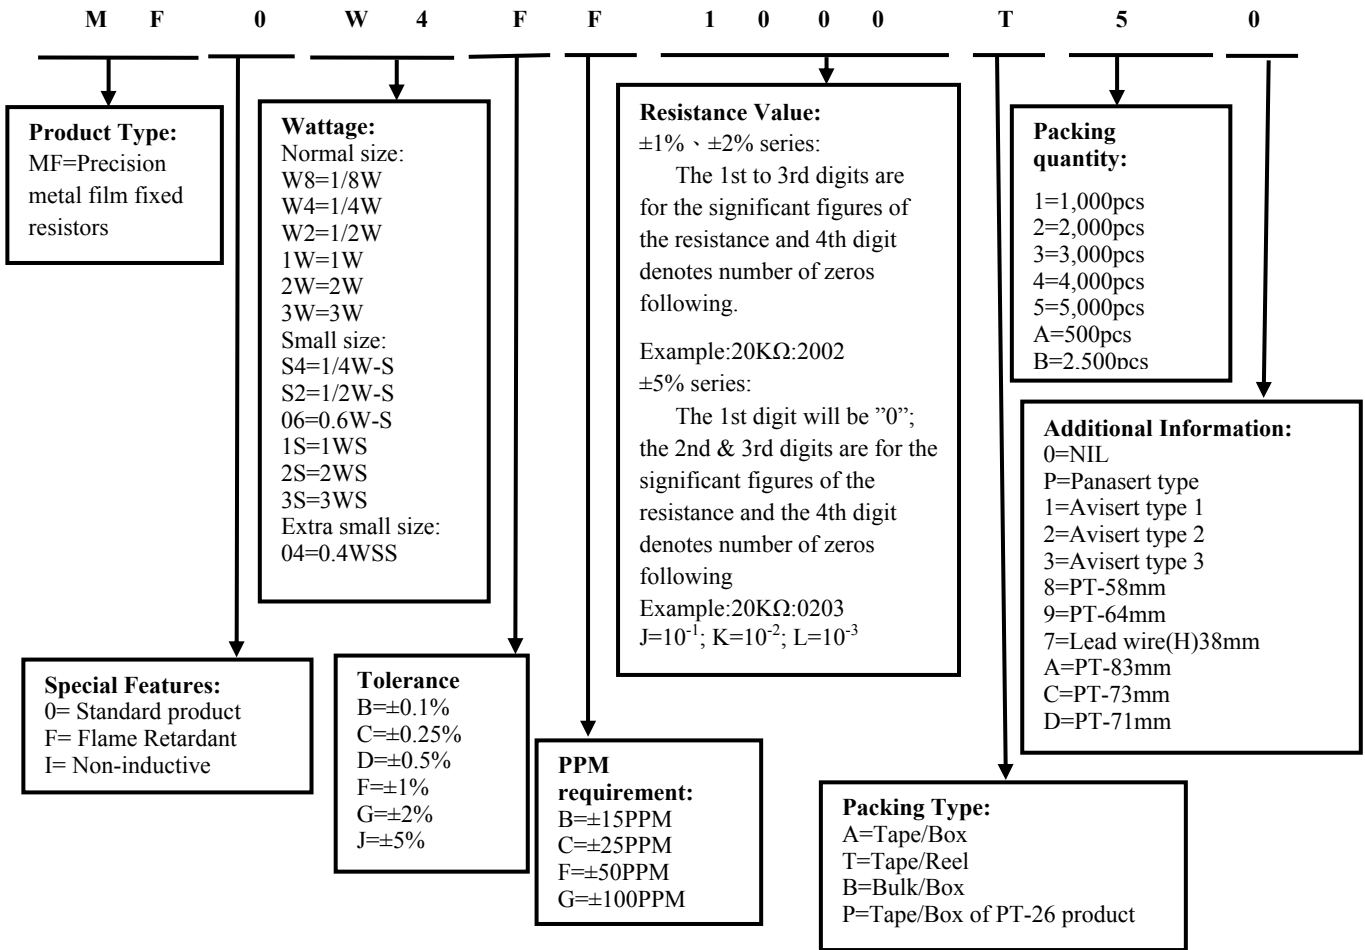 M F 0 W 4 F F 1 0 0 0 T 5 0
Product Type:
MF=Precision
metal film fixed
resistors
Wattage:
Normal size:
W8=1/8W
W4=1/4W
W2=1/2W
1W=1W
2W=2W
3W=3W
Small size:
S4=1/4W-S
S2=1/2W-S
06=0.6W-S
1S=1WS
2S=2WS
3S=3WS
Extra small size:
04=0.4WSS
Resistance Value:
±1%、±2% series:
The 1st to 3rd digits are
for the significant figures of
the resistance and 4th digit
denotes number of zeros
following.
Example:20KΩ:2002
±5% series:
The 1st digit will be ”0”;
the 2nd & 3rd digits are for the
significant figures of the
resistance and the 4th digit
denotes number of zeros
following
Example:20KΩ:0203
J=10⁻¹; K=10⁻²; L=10⁻³
Packing
quantity:
1=1,000pcs
2=2,000pcs
3=3,000pcs
4=4,000pcs
5=5,000pcs
A=500pcs
B=2.500pcs
Additional Information:
0=NIL
P=Panasert type
1=Avisert type 1
2=Avisert type 2
3=Avisert type 3
8=PT-58mm
9=PT-64mm
7=Lead wire(H)38mm
A=PT-83mm
C=PT-73mm
D=PT-71mm
Special Features:
0= Standard product
F= Flame Retardant
I= Non-inductive
Tolerance
B=±0.1%
C=±0.25%
D=±0.5%
F=±1%
G=±2%
J=±5%
PPM
requirement:
B=±15PPM
C=±25PPM
F=±50PPM
G=±100PPM
Packing Type:
A=Tape/Box
T=Tape/Reel
B=Bulk/Box
P=Tape/Box of PT-26 product